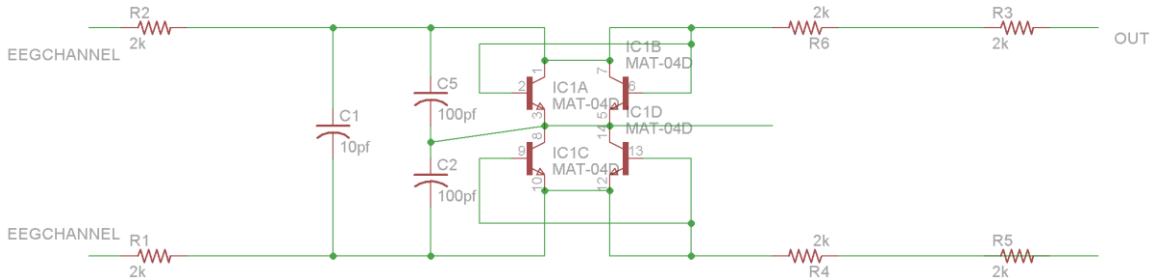 R2
2k
EEGCHANNEL
C1
10pf
C5
100pf
C2
100pf
1
2
3
IC1A
MAT-04D
IC1B
MAT-04D
7
6
5
IC1D
MAT-04D
14
13
12
8
9
10
IC1C
MAT-04D
2k
R6
R3
2k
OUT
EEGCHANNEL
R1
2k
2k
R4
R5
2k